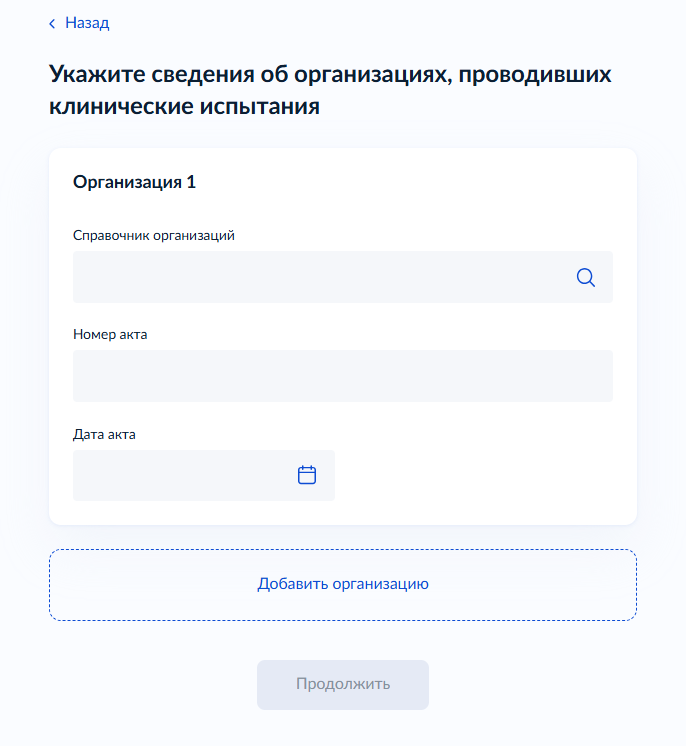 Назад
Укажите сведения об организациях, проводивших
клинические испытания
Организация 1
Справочник организаций
Номер акта
Дата акта
Добавить организацию
Продолжить